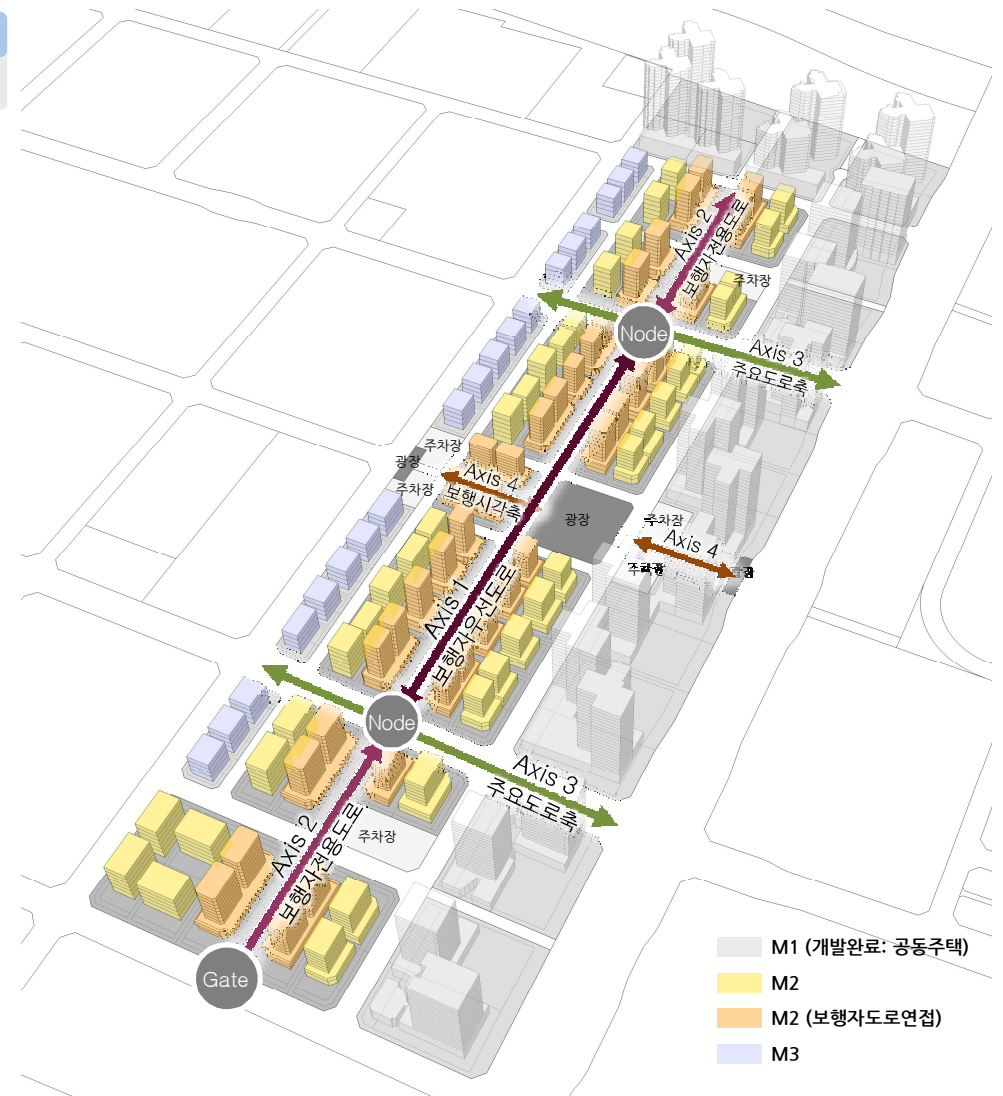 Axis 2
보행자전용도로
주차장
Node
Axis 3
주요도로축
주차장
광장
주차장
Axis 4
보행시각축
광장
주차장
Axis 4
Axis 1
보행자우선도로
Node
Axis 3
주요도로축
주차장
Axis 2
보행자전용도로
Gate
M1 (개발완료: 공동주택)
M2
M2 (보행자도로연접)
M3